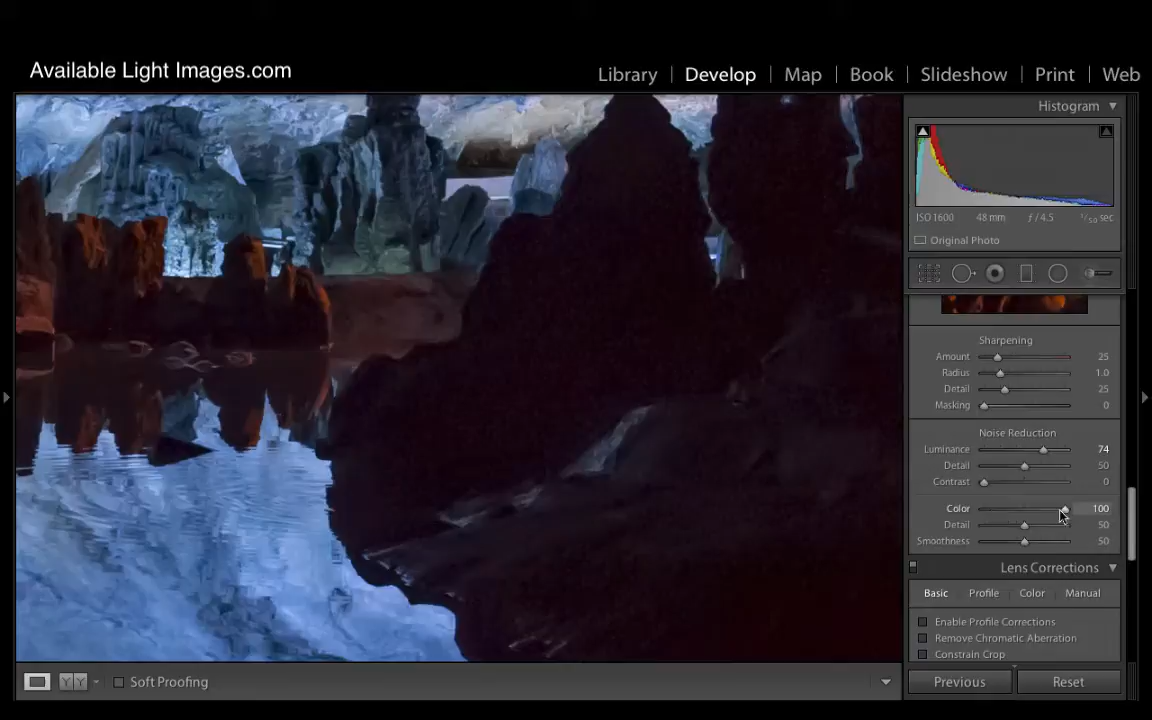 Available Light Images.com
Library | Develop | Map | Book | Slideshow | Print | Web
Histogram
ISO 1600 48 mm ƒ / 4.5 1/50 sec
Original Photo
Sharpening
Amount 25
Radius 1.0
Detail 25
Masking 0
Noise Reduction
Luminance 74
Detail 50
Contrast 0
Color 100
Detail 50
Smoothness 50
Lens Corrections
Basic Profile Color Manual
Enable Profile Corrections
Remove Chromatic Aberration
Constrain Crop
YY Soft Proofing
Previous Reset